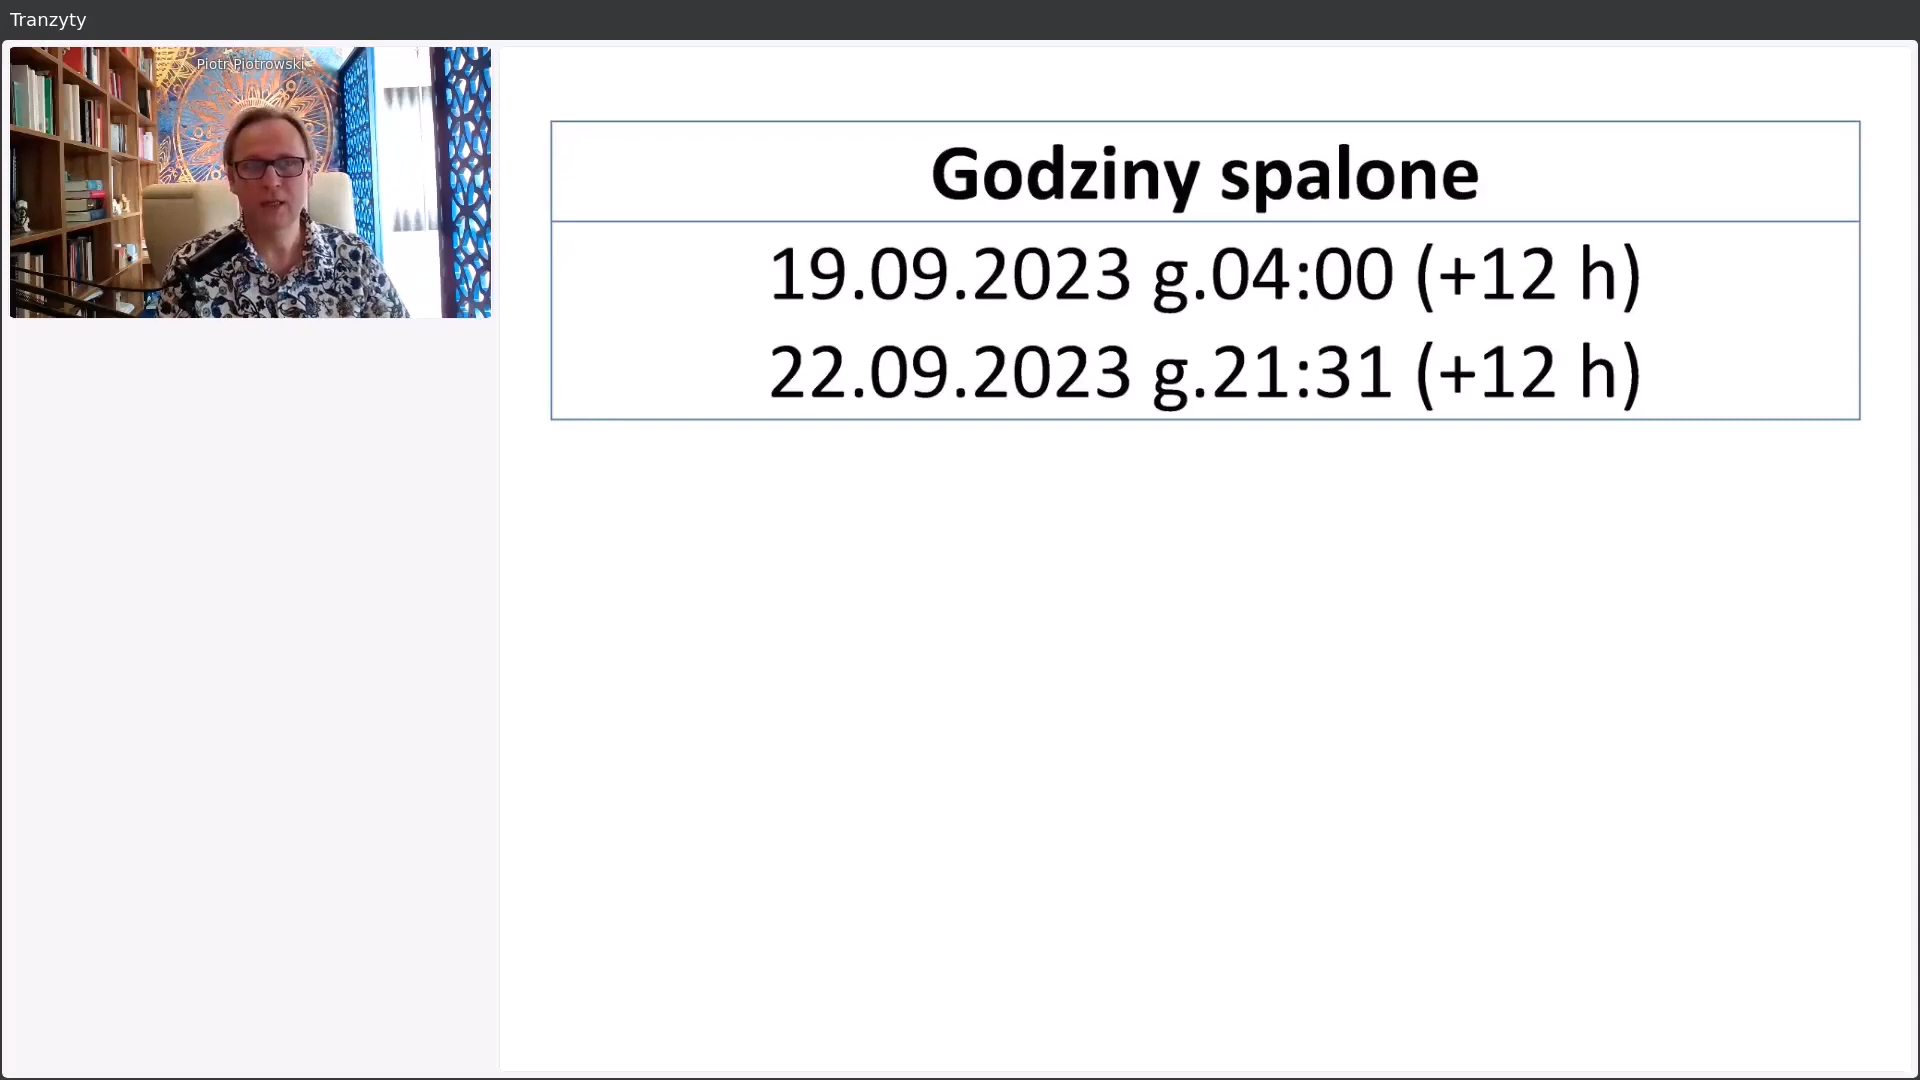 Tranzyty
Piotr Piotrowski
Godziny spalone
19.09.2023 g.04:00 (+12 h)
22.09.2023 g.21:31 (+12 h)